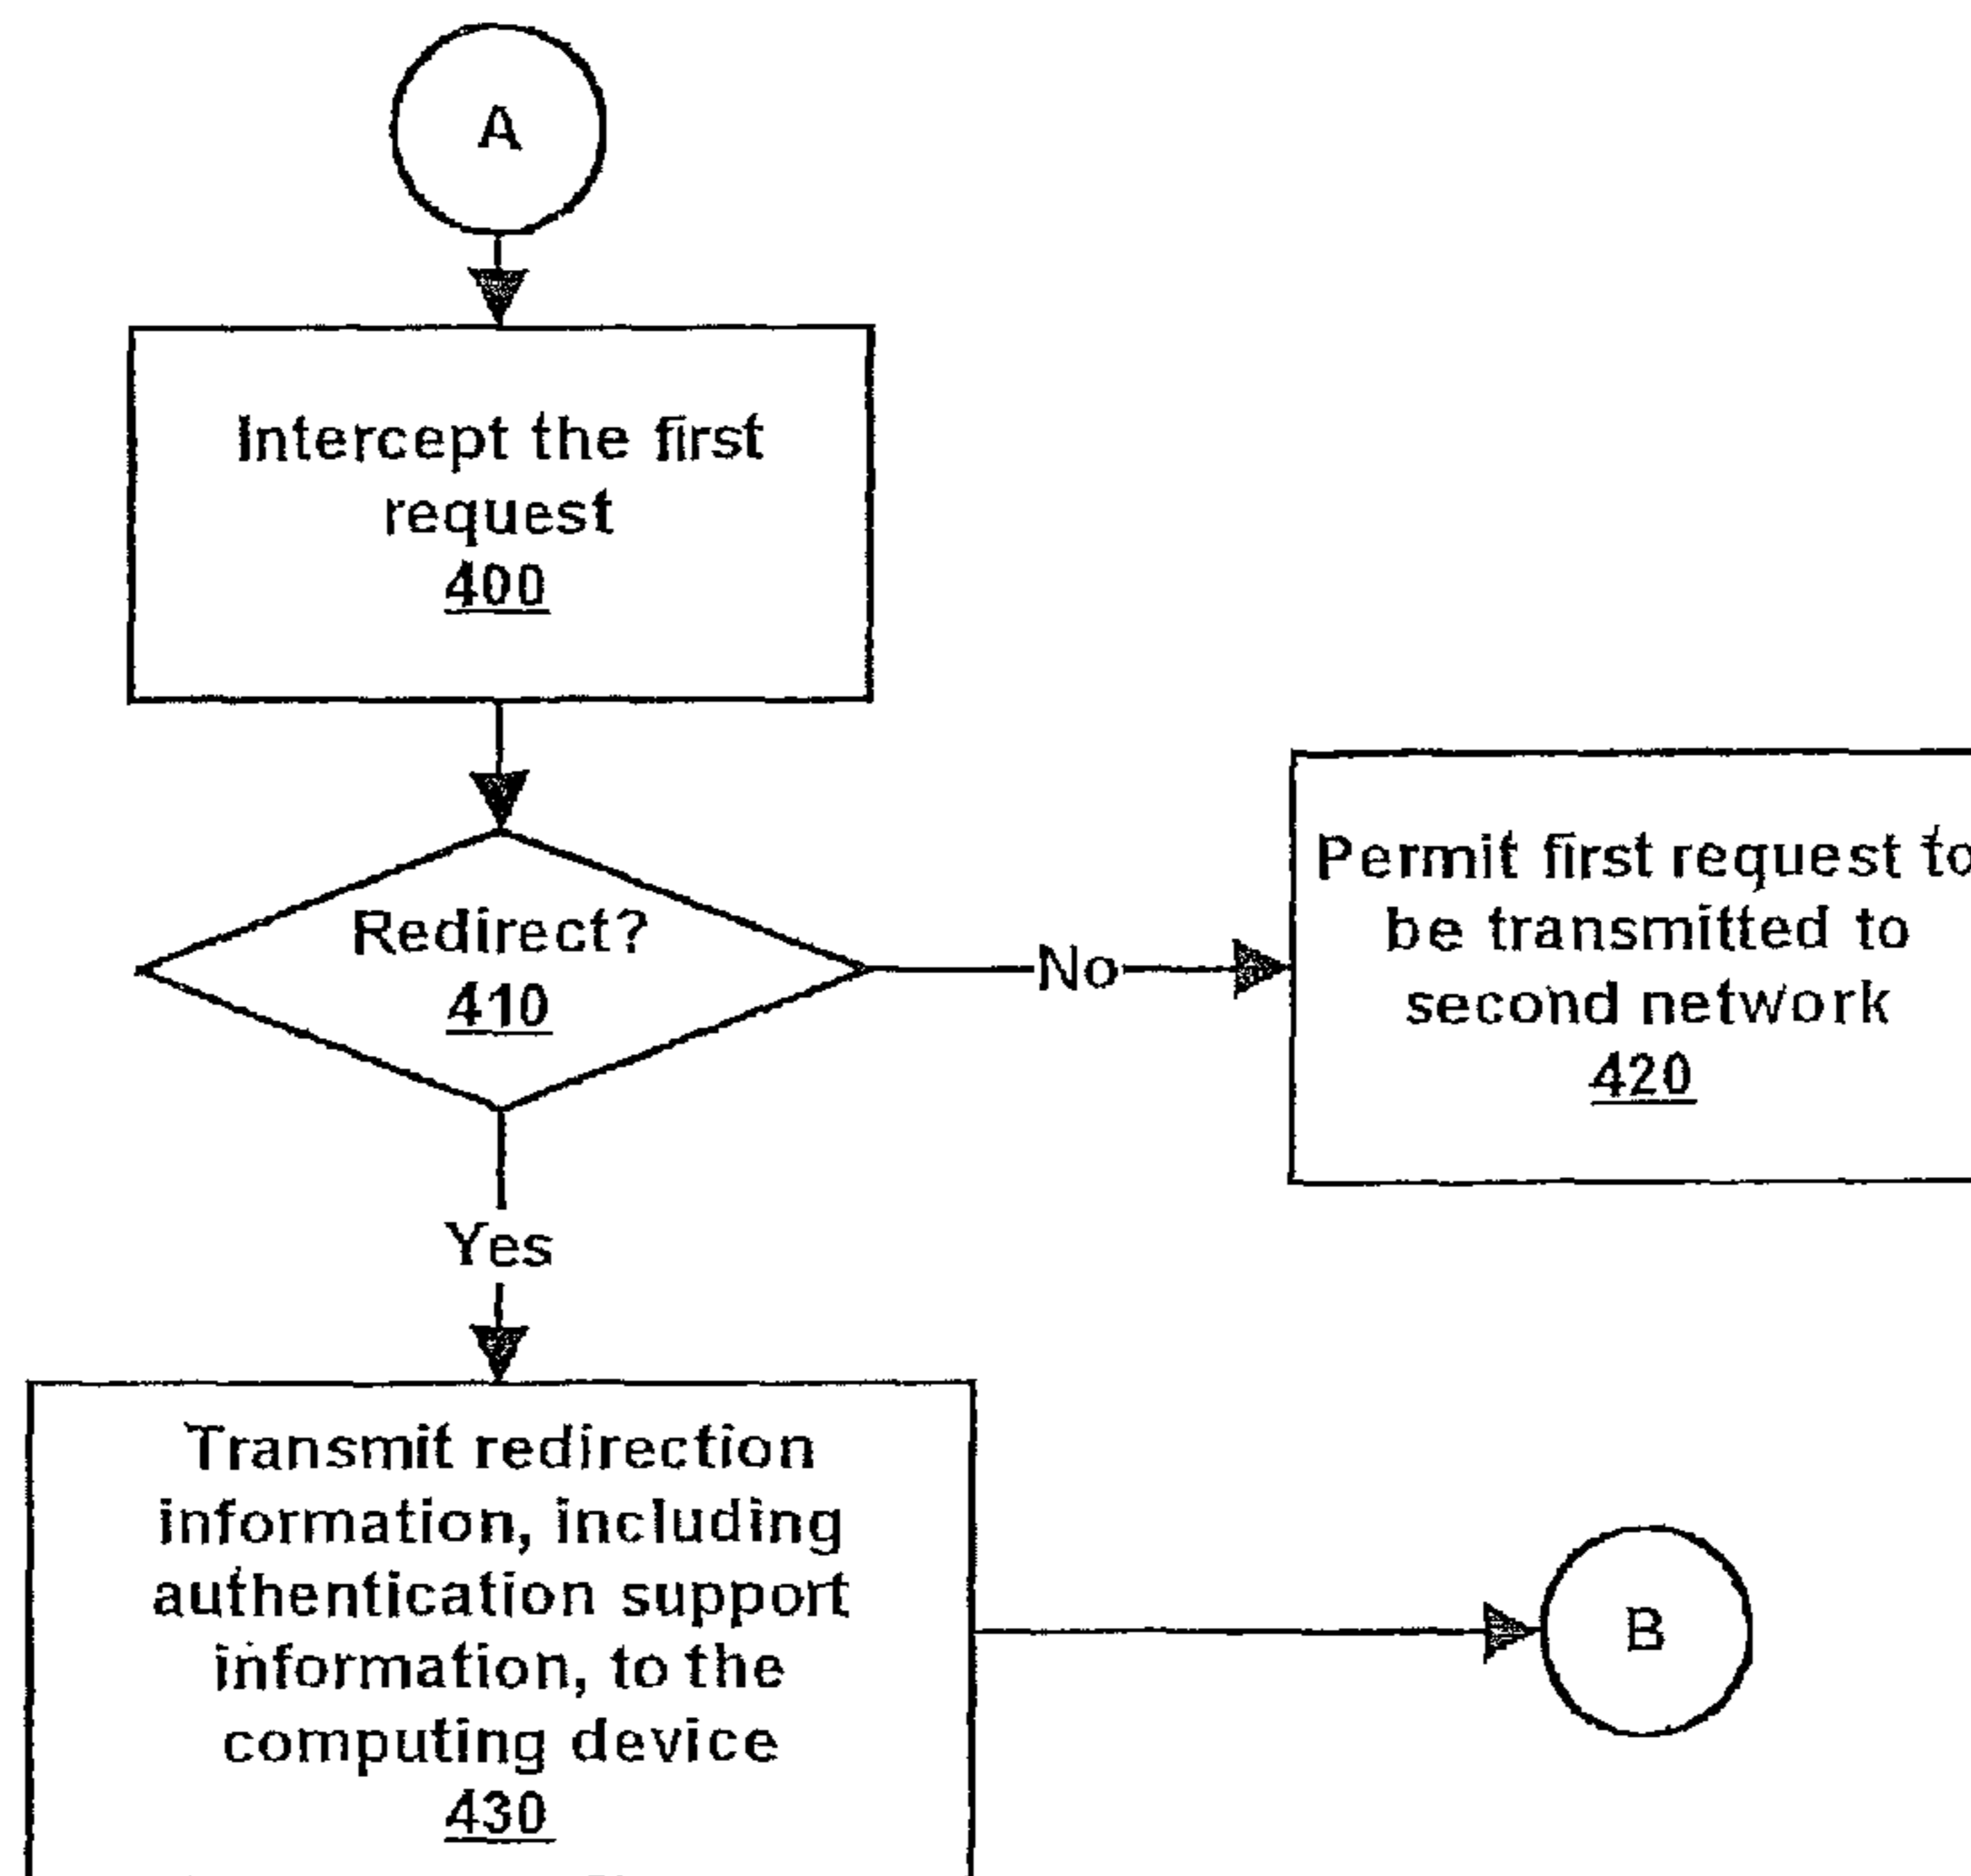 A
Intercept the first
request
400
Redirect?
410
No
Permit first request to
be transmitted to
second network
420
Yes
Transmit redirection
information, including
authentication support
information, to the
computing device
430
B